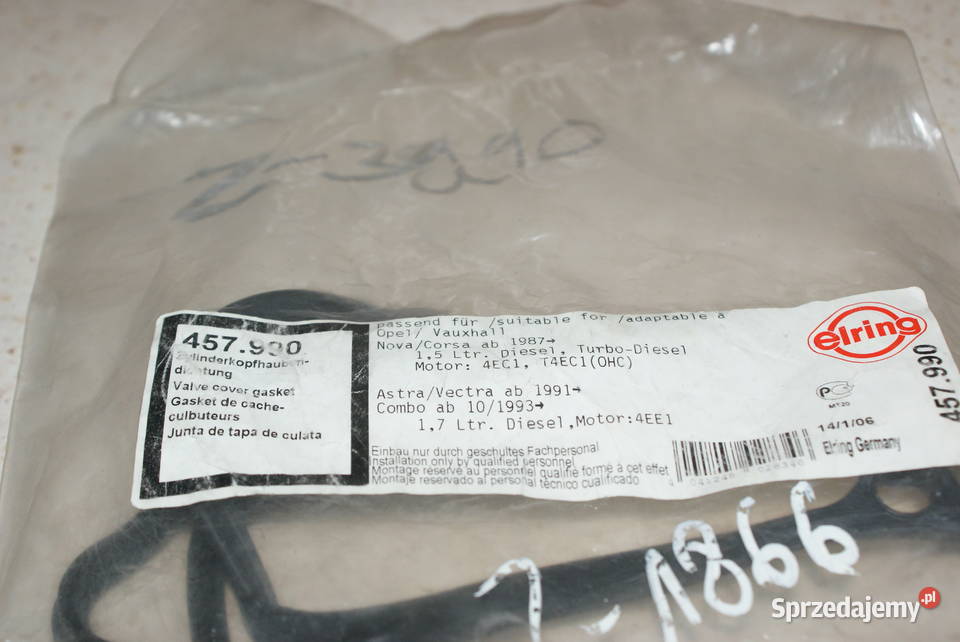 Z-3990
457.990
Zylinderkopfhauben-
dichtung
Valve cover gasket
Gasket de cache-
culbuteurs
Junta de tapa de culata
passend für /suitable for /adaptable à
Opel/ Vauxhall
Nova/Corsa ab 1987→
1,5 Ltr. Diesel, Turbo-Diesel
Motor: 4EC1, T4EC1(OHC)
Astra/Vectra ab 1991→
Combo ab 10/1993→
1,7 Ltr. Diesel,Motor:4EE1
Einbau nur durch geschultes Fachpersonal
Installation only by qualified personnel
Montage réservé au personnel qualifié formé à cet effet
Montaje reservado al personal técnico cualificado
elring
PC
MT20
14/1/06
Elring Germany
457.990
1-1866
Sprzedajemy.pl